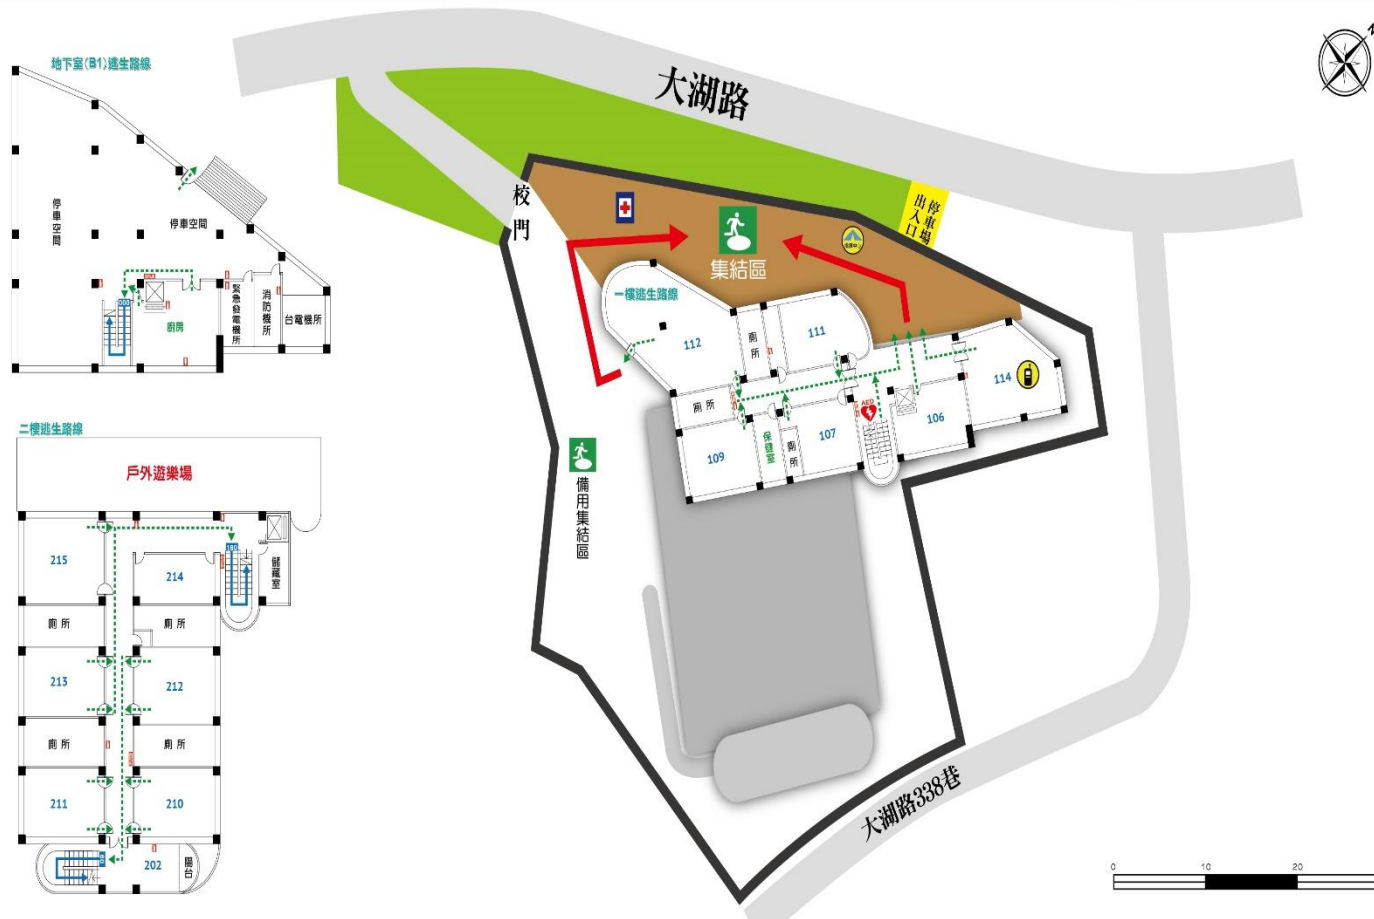 地下室(B1)逃生路線
停車空間
停車空間
廚房
緊急發電機所
消防機所
台電機所
二樓逃生路線
戶外遊樂場
215
214
儲藏室
廁所
廁所
213
212
廁所
廁所
211
210
202
陽台
大湖路
校門
停車場
出入口
集結區
一樓逃生路線
112
廁所
111
114
廁所
AED
106
109
保健室
廁所
107
備用集結區
大湖路338巷
N
0 10 20